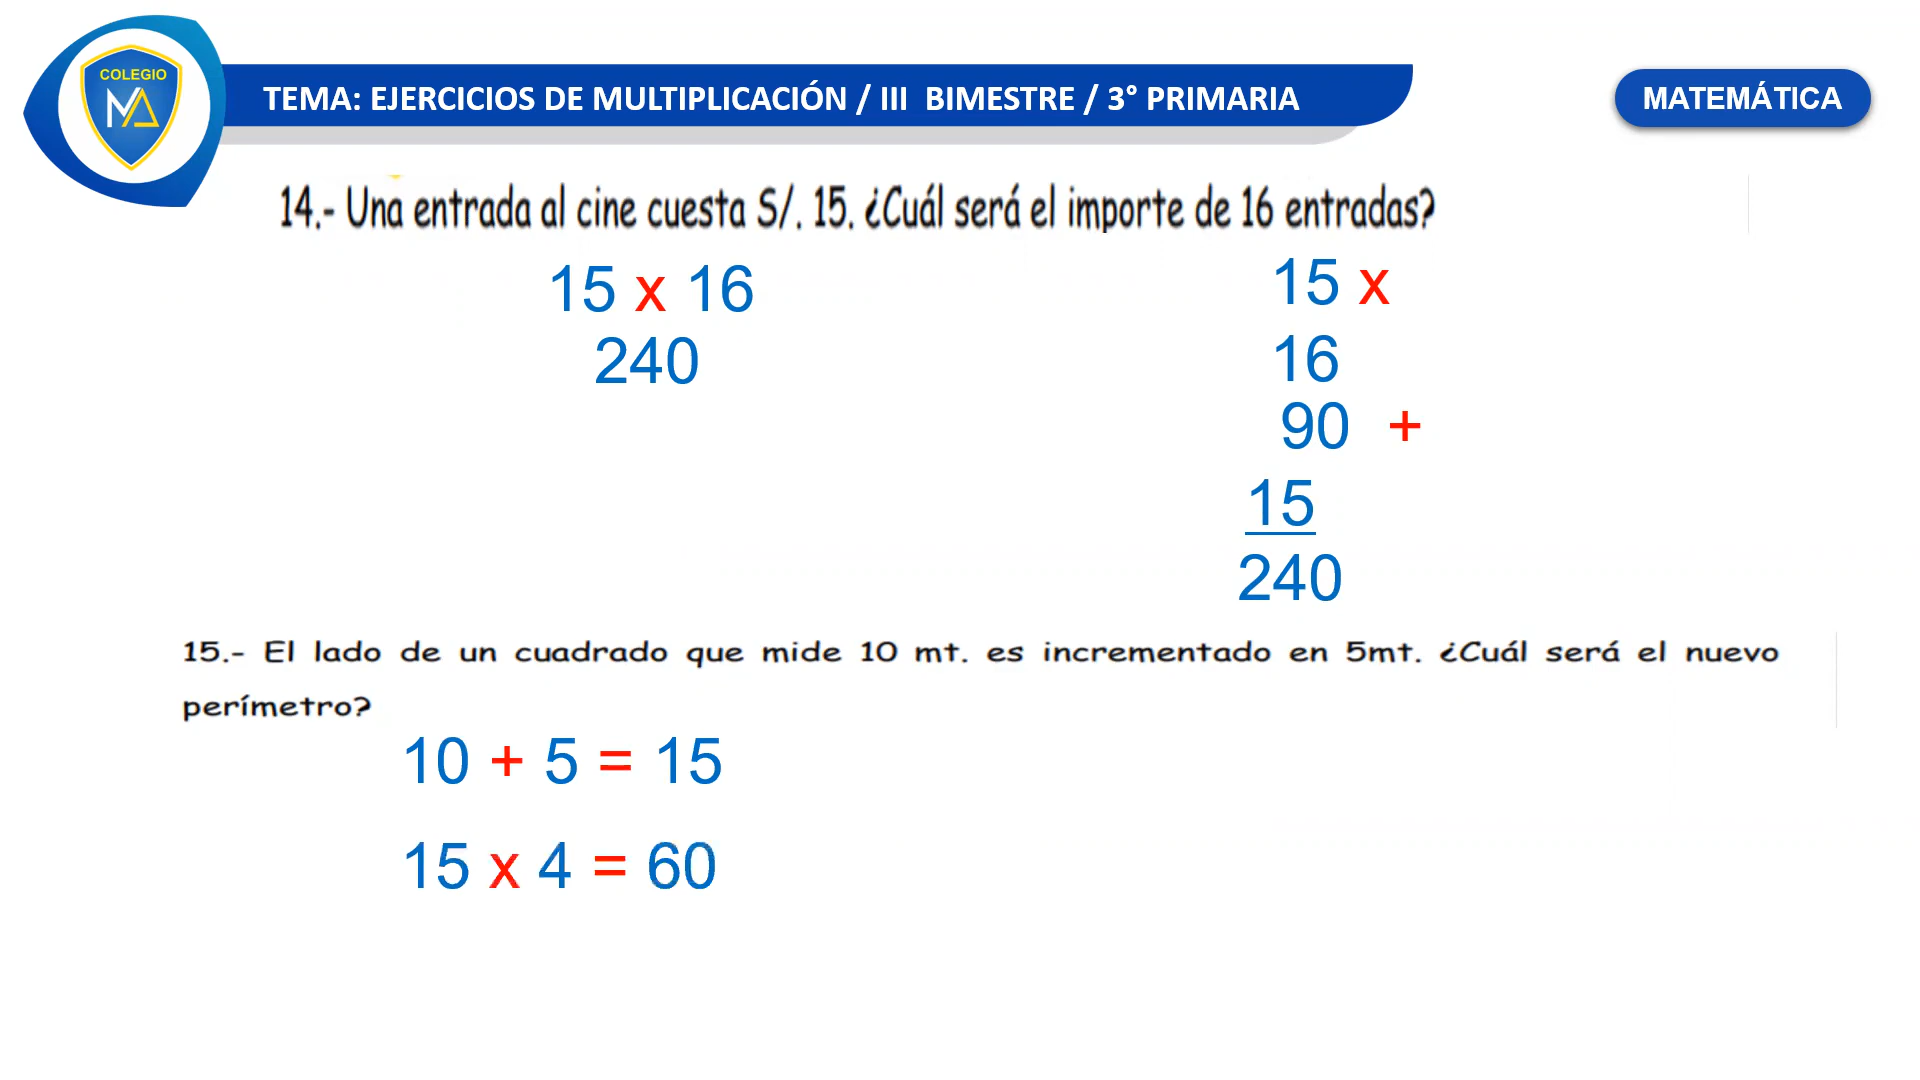 COLEGIO
MA
TEMA: EJERCICIOS DE MULTIPLICACIÓN / III BIMESTRE / 3° PRIMARIA
MATEMÁTICA
14.- Una entrada al cine cuesta S/. 15. ¿Cuál será el importe de 16 entradas?
15 x 16
240
15 x
16
90 +
15
240
15.- El lado de un cuadrado que mide 10 mt. es incrementado en 5mt. ¿Cuál será el nuevo
perímetro?
10 + 5 = 15
15 x 4 = 60